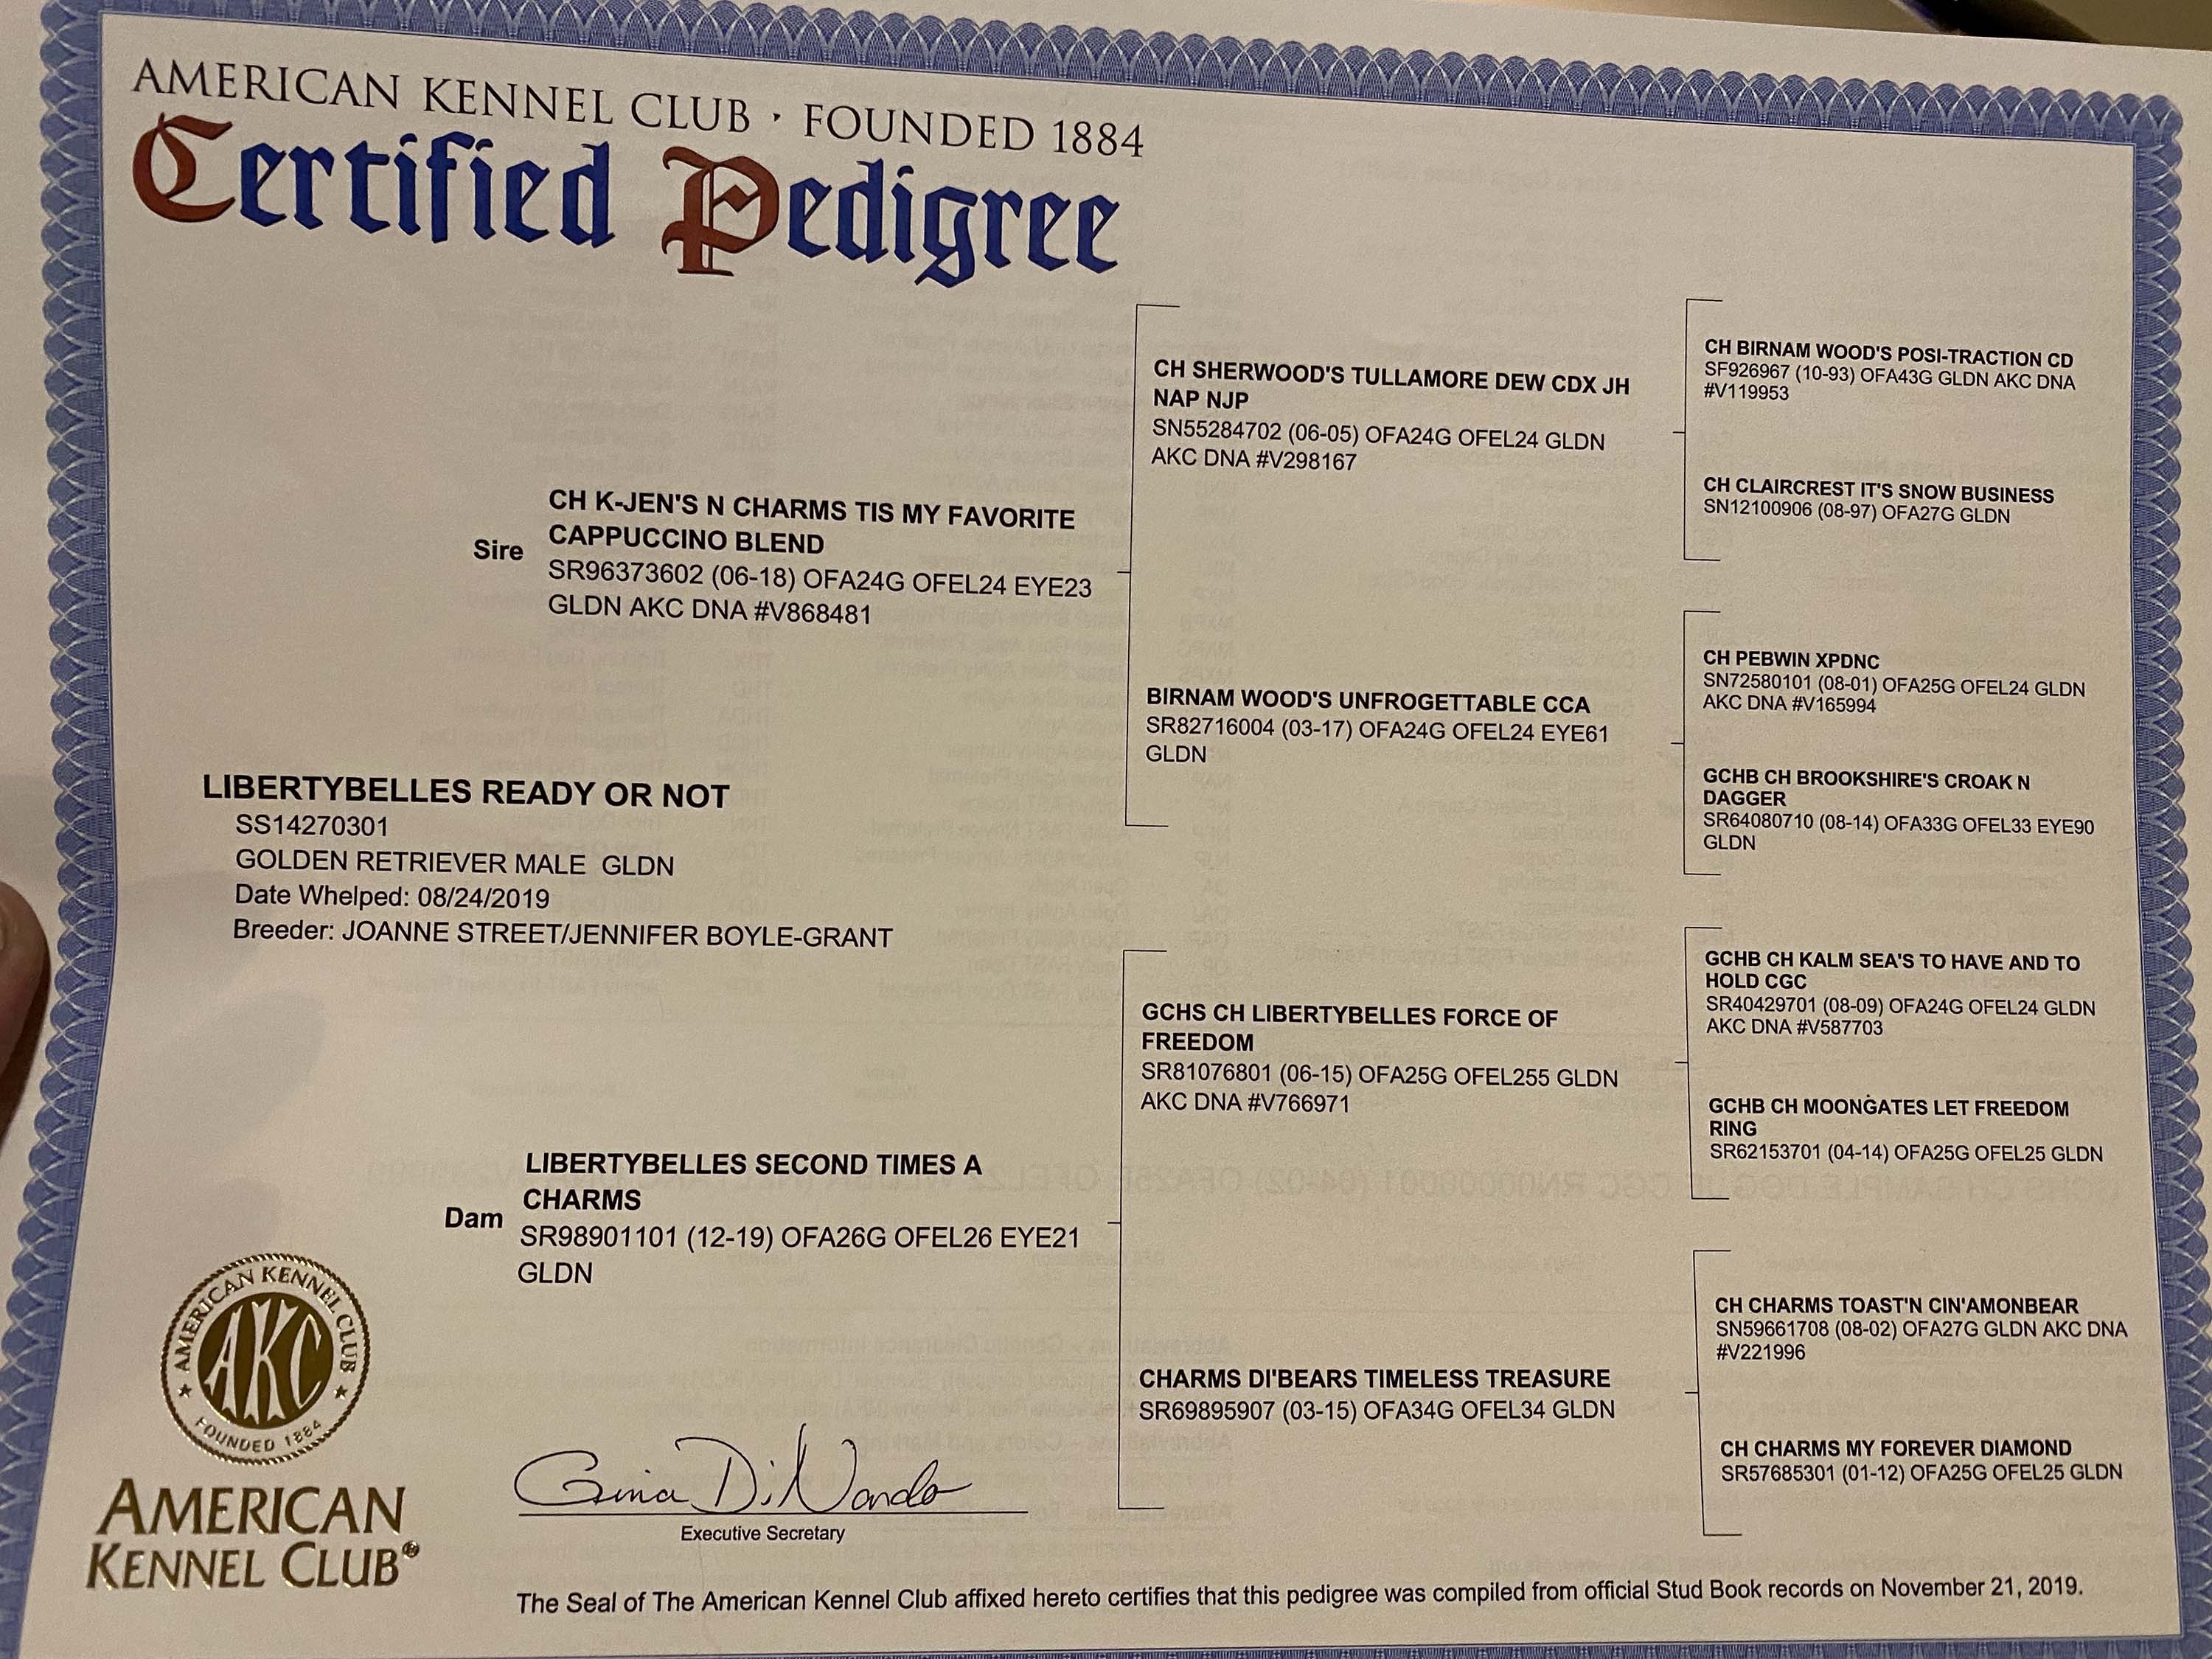 AMERICAN KENNEL CLUB · FOUNDED 1884
Certified Pedigree
CH BIRNAM WOOD'S POSI-TRACTION CD
SF926967 (10-93) OFA43G GLDN AKC DNA
#V119953
CH SHERWOOD'S TULLAMORE DEW CDX JH
NAP NJP
SN55284702 (06-05) OFA24G OFEL24 GLDN
AKC DNA #V298167
CH CLAIRCREST IT'S SNOW BUSINESS
SN12100906 (08-97) OFA27G GLDN
Sire
CH K-JEN'S N CHARMS TIS MY FAVORITE
CAPPUCCINO BLEND
SR96373602 (06-18) OFA24G OFEL24 EYE23
GLDN AKC DNA #V868481
CH PEBWIN XPDNC
SN72580101 (08-01) OFA25G OFEL24 GLDN
AKC DNA #V165994
BIRNAM WOOD'S UNFROGETTABLE CCA
SR82716004 (03-17) OFA24G OFEL24 EYE61
GLDN
GCHB CH BROOKSHIRE'S CROAK N
DAGGER
SR64080710 (08-14) OFA33G OFEL33 EYE90
GLDN
LIBERTYBELLES READY OR NOT
SS14270301
GOLDEN RETRIEVER MALE GLDN
Date Whelped: 08/24/2019
Breeder: JOANNE STREET/JENNIFER BOYLE-GRANT
GCHB CH KALM SEA'S TO HAVE AND TO
HOLD CGC
SR40429701 (08-09) OFA24G OFEL24 GLDN
AKC DNA #V587703
GCHS CH LIBERTYBELLES FORCE OF
FREEDOM
SR81076801 (06-15) OFA25G OFEL255 GLDN
AKC DNA #V766971
GCHB CH MOONGATES LET FREEDOM
RING
SR62153701 (04-14) OFA25G OFEL25 GLDN
Dam
LIBERTYBELLES SECOND TIMES A
CHARMS
SR98901101 (12-19) OFA26G OFEL26 EYE21
GLDN
CH CHARMS TOAST'N CIN'AMONBEAR
SN59661708 (08-02) OFA27G GLDN AKC DNA
#V221996
CHARMS DI'BEARS TIMELESS TREASURE
SR69895907 (03-15) OFA34G OFEL34 GLDN
CH CHARMS MY FOREVER DIAMOND
SR57685301 (01-12) OFA25G OFEL25 GLDN
AMERICAN KENNEL CLUB
AKC
FOUNDED 1884
AMERICAN
KENNEL CLUB®
Gina DiNardo
Executive Secretary
The Seal of The American Kennel Club affixed hereto certifies that this pedigree was compiled from official Stud Book records on November 21, 2019.